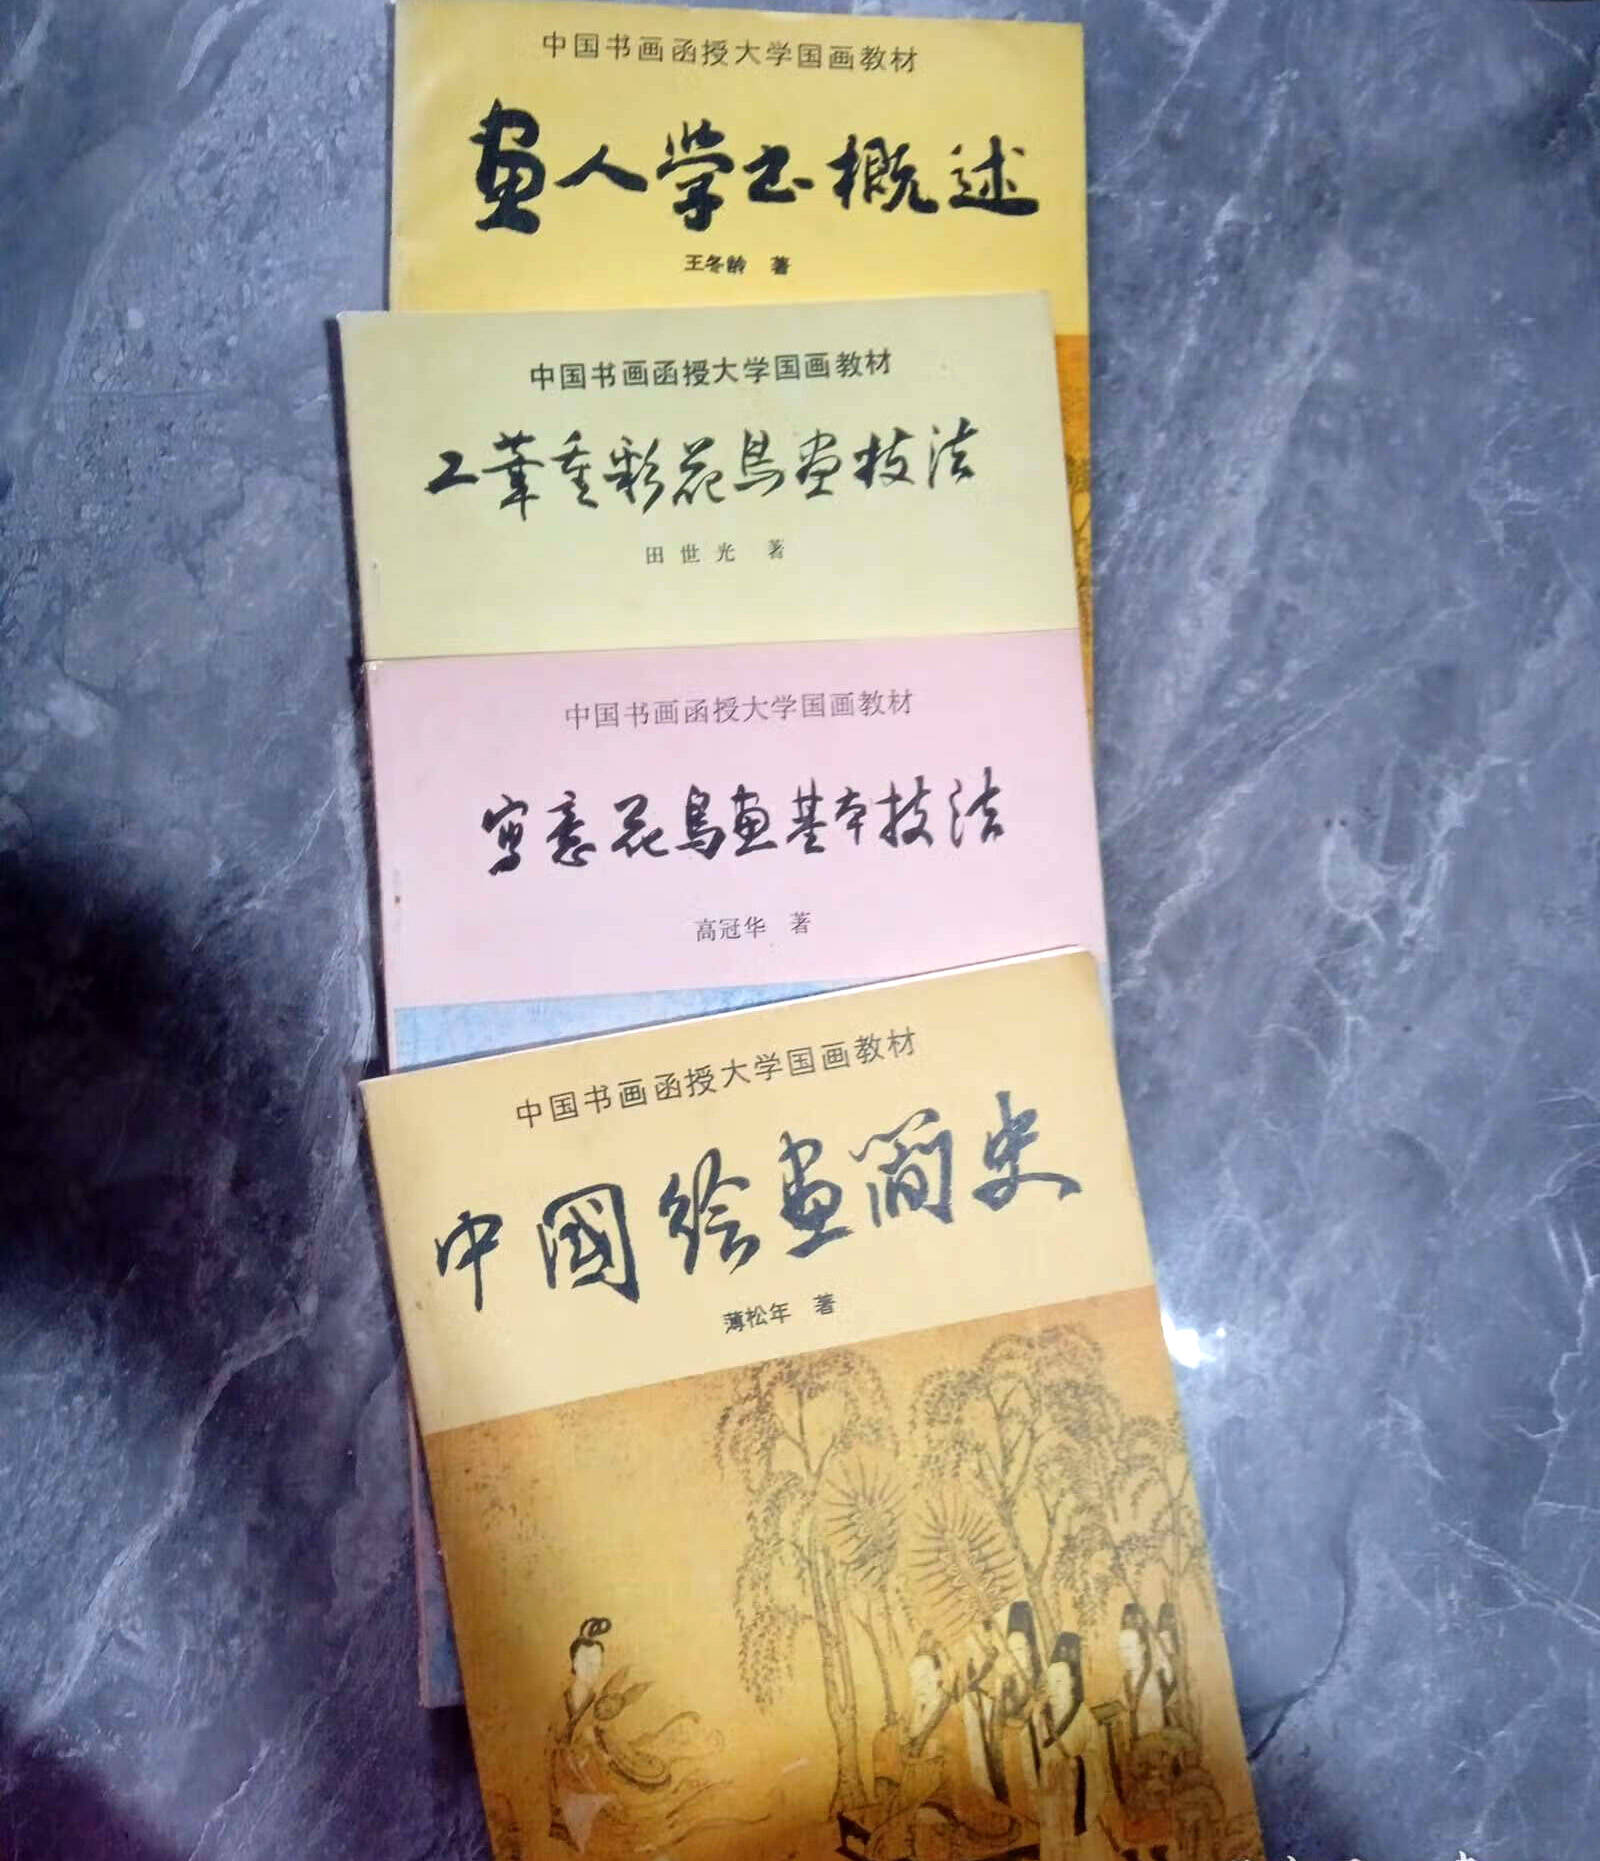 中国书画函授大学国画教材
画人学书概述
王冬龄 著
中国书画函授大学国画教材
工笔重彩花鸟画技法
田世光 著
中国书画函授大学国画教材
写意花鸟画基本技法
高冠华 著
中国书画函授大学国画教材
中國绘画简史
薄松年 著